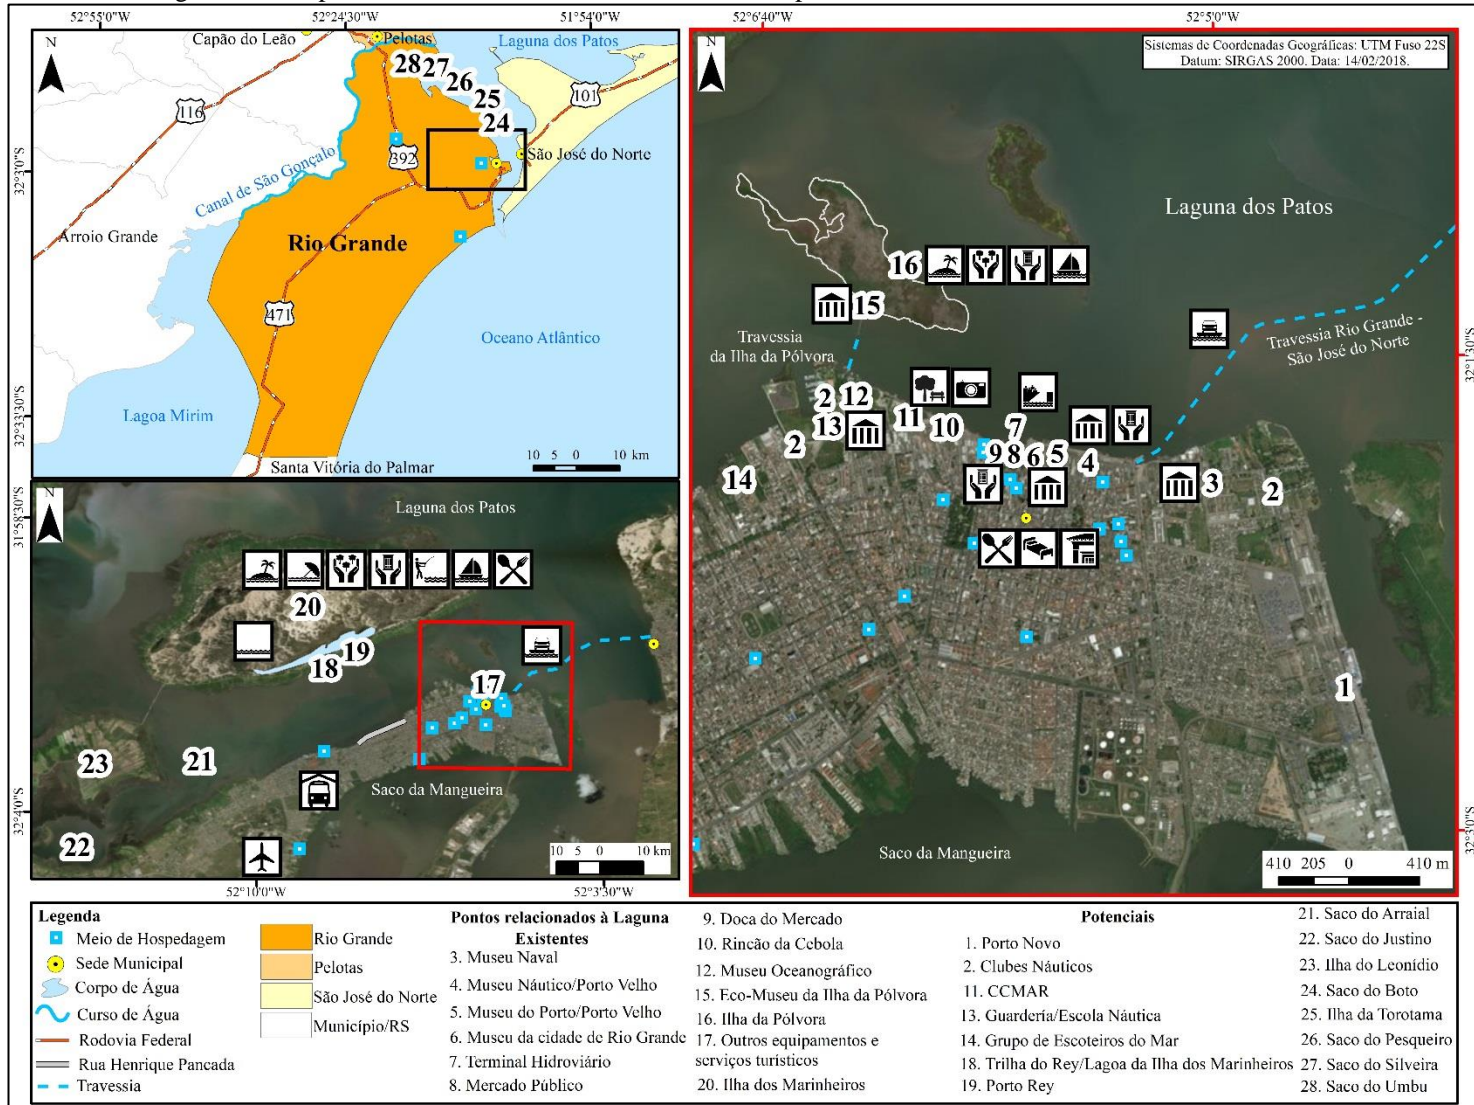 52°55'0"W
52°24'30"W
51°54'0"W
52°6'40"W
52°5'0"W
N
Capão do Leão
Pelotas
Laguna dos Patos
28
27
26
25
24
116
101
392
São José do Norte
Canal de São Gonçalo
Arroio Grande
Rio Grande
471
Oceano Atlântico
Lagoa Mirim
Santa Vitória do Palmar
10 5 0 10 km
32°3'0"S
32°33'30"S
N
Laguna dos Patos
20
19
18
17
23
21
22
Saco da Mangueira
10 5 0 10 km
31°58'30"S
32°4'0"S
52°10'0"W
52°3'30"W
N
Sistemas de Coordenadas Geográficas: UTM Fuso 22S
Datum: SIRGAS 2000. Data: 14/02/2018.
Laguna dos Patos
16
15
Travessia
da Ilha da Pólvora
Travessia Rio Grande -
São José do Norte
2
12
11
13
10
7
2
9
8
6
5
4
14
3
2
1
Saco da Mangueira
410 205 0 410 m
32°1'30"S
32°3'0"S
Legenda
Meio de Hospedagem
Sede Municipal
Corpo de Água
Curso de Água
Rodovia Federal
Rua Henrique Pancada
Travessia
Rio Grande
Pelotas
São José do Norte
Município/RS
Pontos relacionados à Laguna
Existentes
3. Museu Naval
4. Museu Náutico/Porto Velho
5. Museu do Porto/Porto Velho
6. Museu da cidade de Rio Grande
7. Terminal Hidroviário
8. Mercado Público
9. Doca do Mercado
10. Rincão da Cebola
12. Museu Oceanográfico
15. Eco-Museu da Ilha da Pólvora
16. Ilha da Pólvora
17. Outros equipamentos e
serviços turísticos
20. Ilha dos Marinheiros
Potenciais
1. Porto Novo
2. Clubes Náuticos
11. CCMAR
13. Guardería/Escola Náutica
14. Grupo de Escoteiros do Mar
18. Trilha do Rey/Lagoa da Ilha dos Marinheiros
19. Porto Rey
21. Saco do Arraial
22. Saco do Justino
23. Ilha do Leonídio
24. Saco do Boto
25. Ilha da Torotama
26. Saco do Pesqueiro
27. Saco do Silveira
28. Saco do Umbu